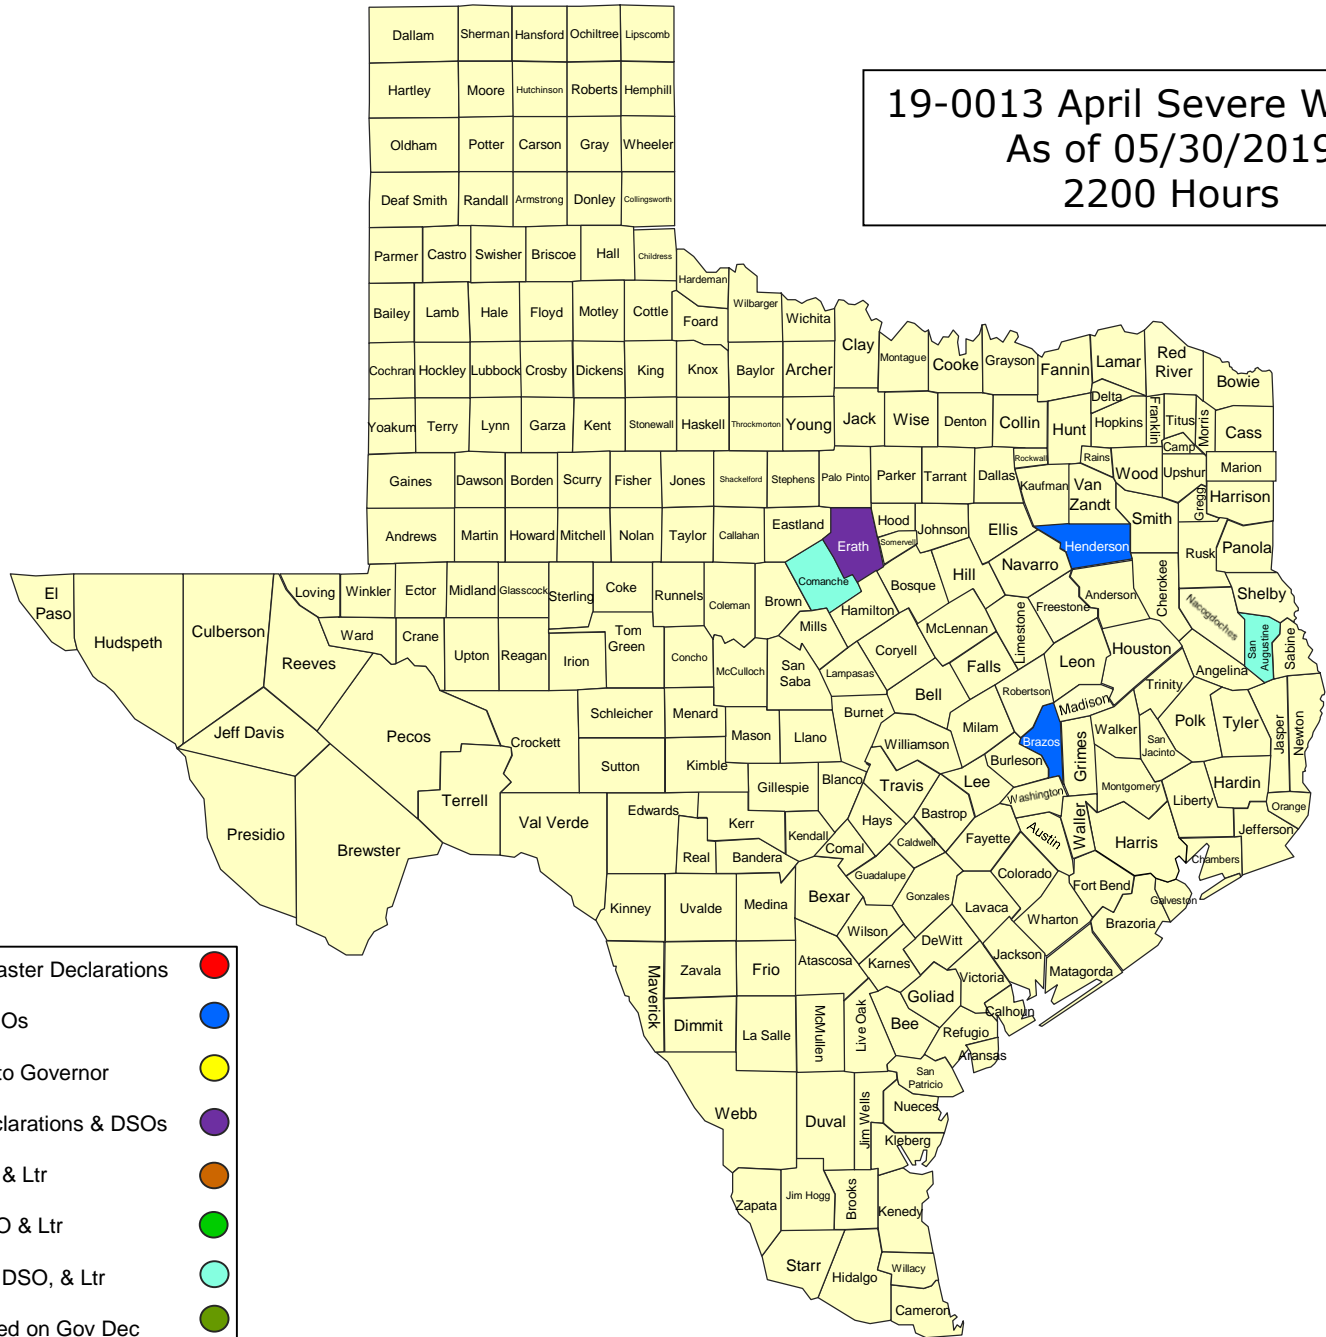 19-0013 April Severe W
As of 05/30/2019
2200 Hours
Dallam Sherman Hansford Ochiltree Lipscomb
Hartley Moore Hutchinson Roberts Hemphill
Oldham Potter Carson Gray Wheeler
Deaf Smith Randall Armstrong Donley Collingsworth
Parmer Castro Swisher Briscoe Hall Childress
Hardeman
Bailey Lamb Hale Floyd Motley Cottle Foard Wilbarger Wichita
Clay Montague Cooke Grayson Fannin Lamar Red River Bowie
Cochran Hockley Lubbock Crosby Dickens King Knox Baylor Archer
Delta
Yoakum Terry Lynn Garza Kent Stonewall Haskell Throckmorton Young Jack Wise Denton Collin Hunt Hopkins Franklin Titus Morris Cass
Camp
Rockwall Rains
Gaines Dawson Borden Scurry Fisher Jones Shackelford Stephens Palo Pinto Parker Tarrant Dallas Kaufman Van Zandt Wood Upshur Marion
Gregg Harrison
Andrews Martin Howard Mitchell Nolan Taylor Callahan Eastland Erath Hood Somervell Johnson Ellis Henderson Smith Rusk Panola
El Paso Hudspeth Culberson Loving Winkler Ector Midland Glasscock Sterling Coke Runnels Coleman Brown Comanche Hamilton Bosque Hill Navarro Freestone Anderson Cherokee Nacogdoches Shelby
Reeves Ward Crane Upton Reagan Irion Tom Green Concho McCulloch San Saba Mills Lampasas Coryell McLennan Limestone Falls Leon Houston Angelina San Augustine Sabine
Jeff Davis Pecos Crockett Schleicher Menard Mason Llano Burnet Bell Milam Robertson Brazos Madison Walker Trinity San Jacinto Polk Tyler Jasper Newton
Sutton Kimble Gillespie Blanco Williamson Travis Lee Burleson Grimes Washington Montgomery Liberty Hardin Orange
Presidio Brewster Terrell Val Verde Edwards Kerr Real Bandera Kendall Comal Hays Caldwell Bastrop Fayette Austin Waller Harris Jefferson Chambers
Kinney Uvalde Medina Bexar Guadalupe Gonzales Lavaca Colorado Fort Bend Galveston
Wilson DeWitt Wharton Brazoria
Maverick Zavala Frio Atascosa Karnes Victoria Jackson Matagorda
Dimmit La Salle McMullen Live Oak Bee Goliad Refugio Calhoun
Aransas
San Patricio
Webb Duval Jim Wells Nueces
Kleberg
Zapata Jim Hogg Brooks Kenedy
Starr Hidalgo Willacy
Cameron
aster Declarations
Os
to Governor
clarations & DSOs
& Ltr
O & Ltr
DSO, & Ltr
ed on Gov Dec